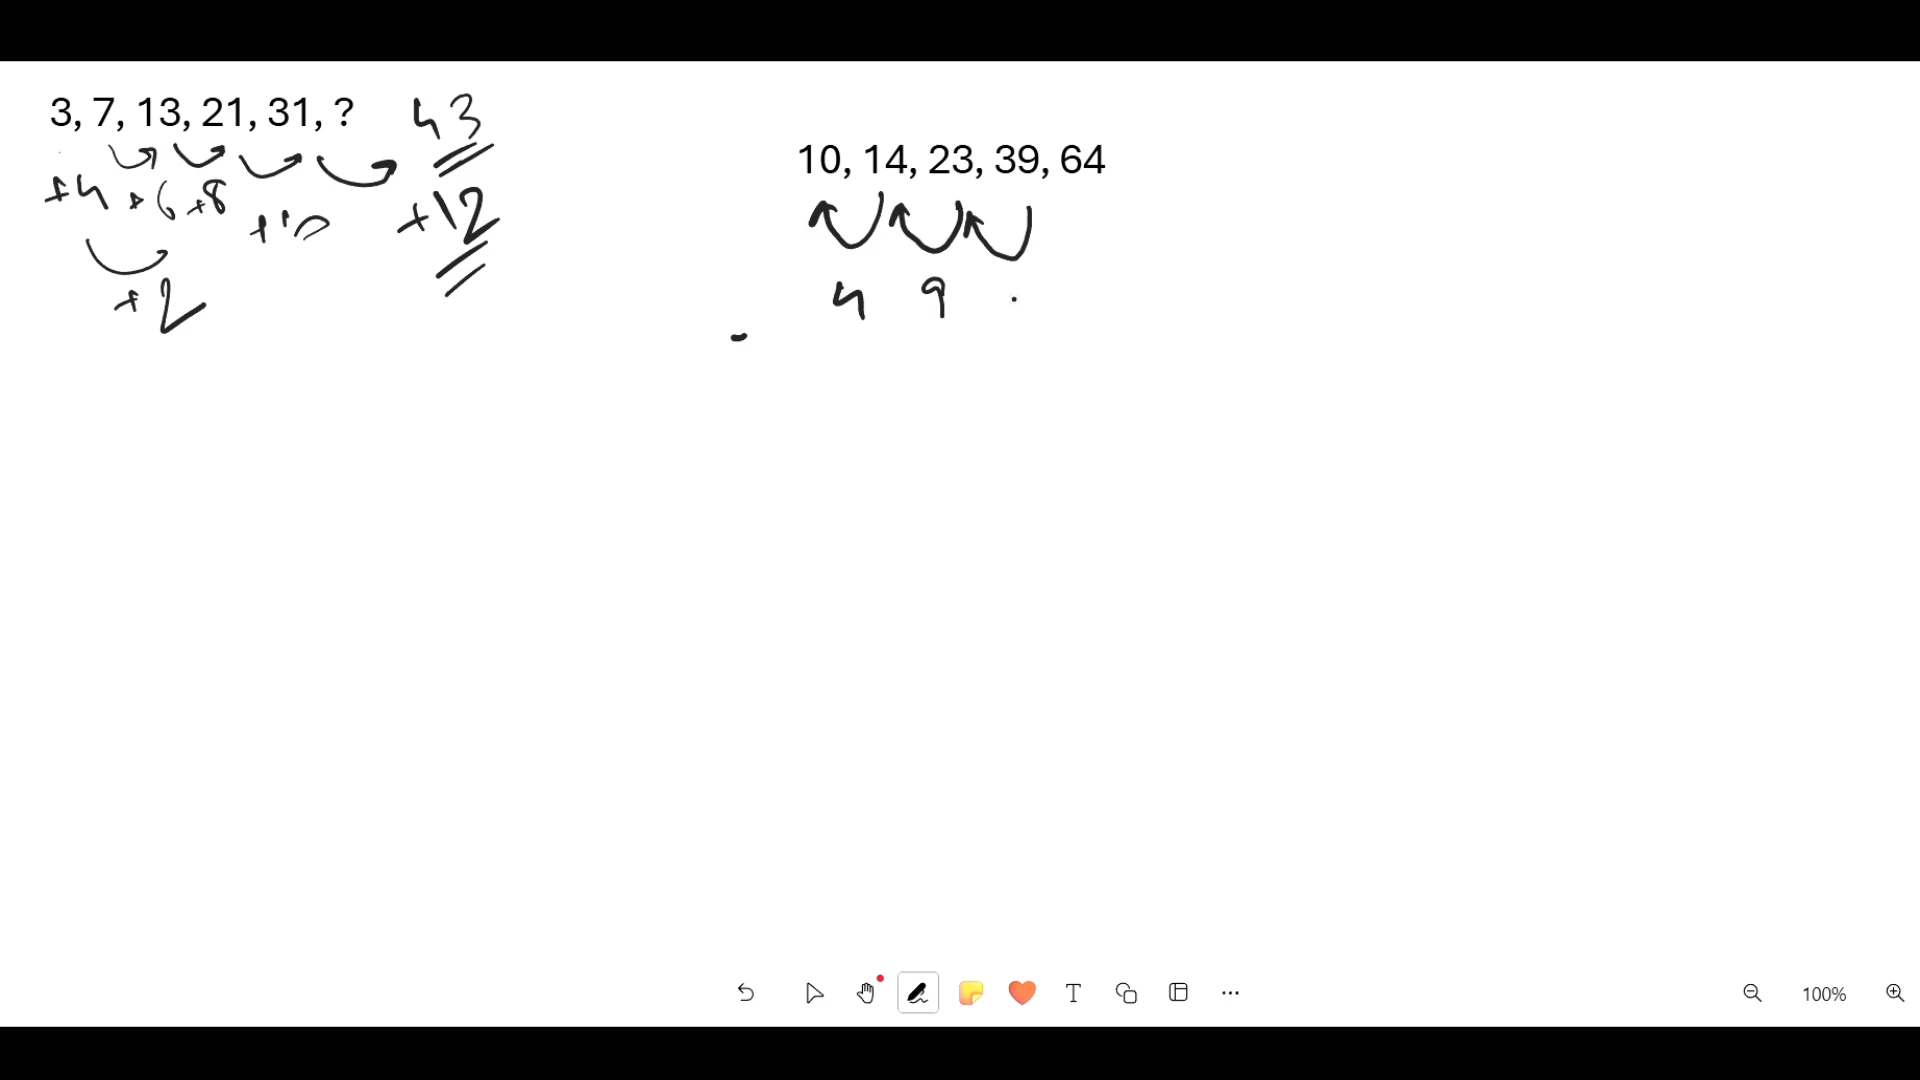 3, 7, 13, 21, 31, ? 43
+4 +6 +8 +10 +12
+2
10, 14, 23, 39, 64
4 9
T
100%